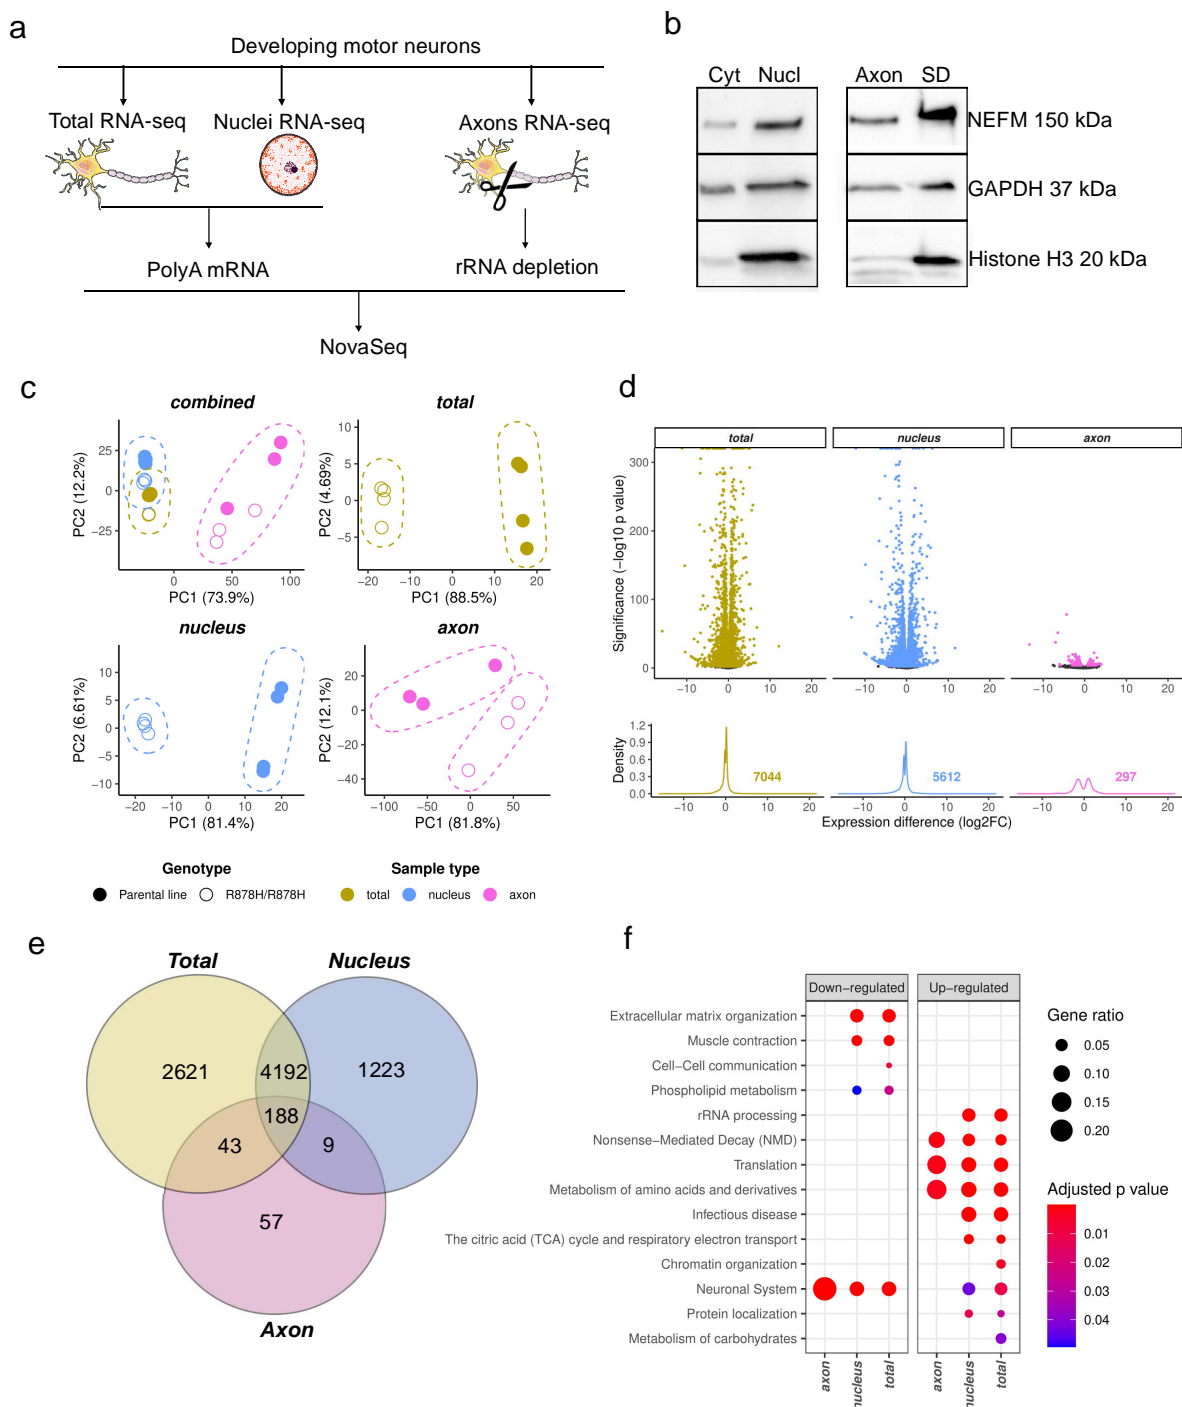 a
Developing motor neurons
Total RNA-seq
Nuclei RNA-seq
Axons RNA-seq
PolyA mRNA
rRNA depletion
NovaSeq
b
Cyt
Nucl
Axon
SD
NEFM 150 kDa
GAPDH 37 kDa
Histone H3 20 kDa
c
combined
PC2 (12.2%)
25
0
−25
0
50
100
PC1 (73.9%)
total
PC2 (4.69%)
10
5
0
−5
−20
−10
0
10
20
PC1 (88.5%)
nucleus
PC2 (6.61%)
10
5
0
−5
−10
−20
−10
0
10
20
PC1 (81.4%)
axon
PC2 (12.1%)
20
0
−20
−40
−100
−50
0
50
PC1 (81.8%)
Genotype
Parental line
R878H/R878H
Sample type
total
nucleus
axon
d
total
nucleus
axon
Significance (−log10 p value)
300
200
100
0
−10
0
10
20
−10
0
10
20
−10
0
10
20
Density
1.2
0.9
0.6
0.3
0.0
7044
5612
297
−10
0
10
20
−10
0
10
20
−10
0
10
20
Expression difference (log2FC)
e
Total
Nucleus
2621
4192
1223
188
43
9
57
Axon
f
Down−regulated
Up−regulated
Extracellular matrix organization
Muscle contraction
Cell−Cell communication
Phospholipid metabolism
rRNA processing
Nonsense−Mediated Decay (NMD)
Translation
Metabolism of amino acids and derivatives
Infectious disease
The citric acid (TCA) cycle and respiratory electron transport
Chromatin organization
Neuronal System
Protein localization
Metabolism of carbohydrates
axon
nucleus
total
axon
nucleus
total
Gene ratio
0.05
0.10
0.15
0.20
Adjusted p value
0.01
0.02
0.03
0.04